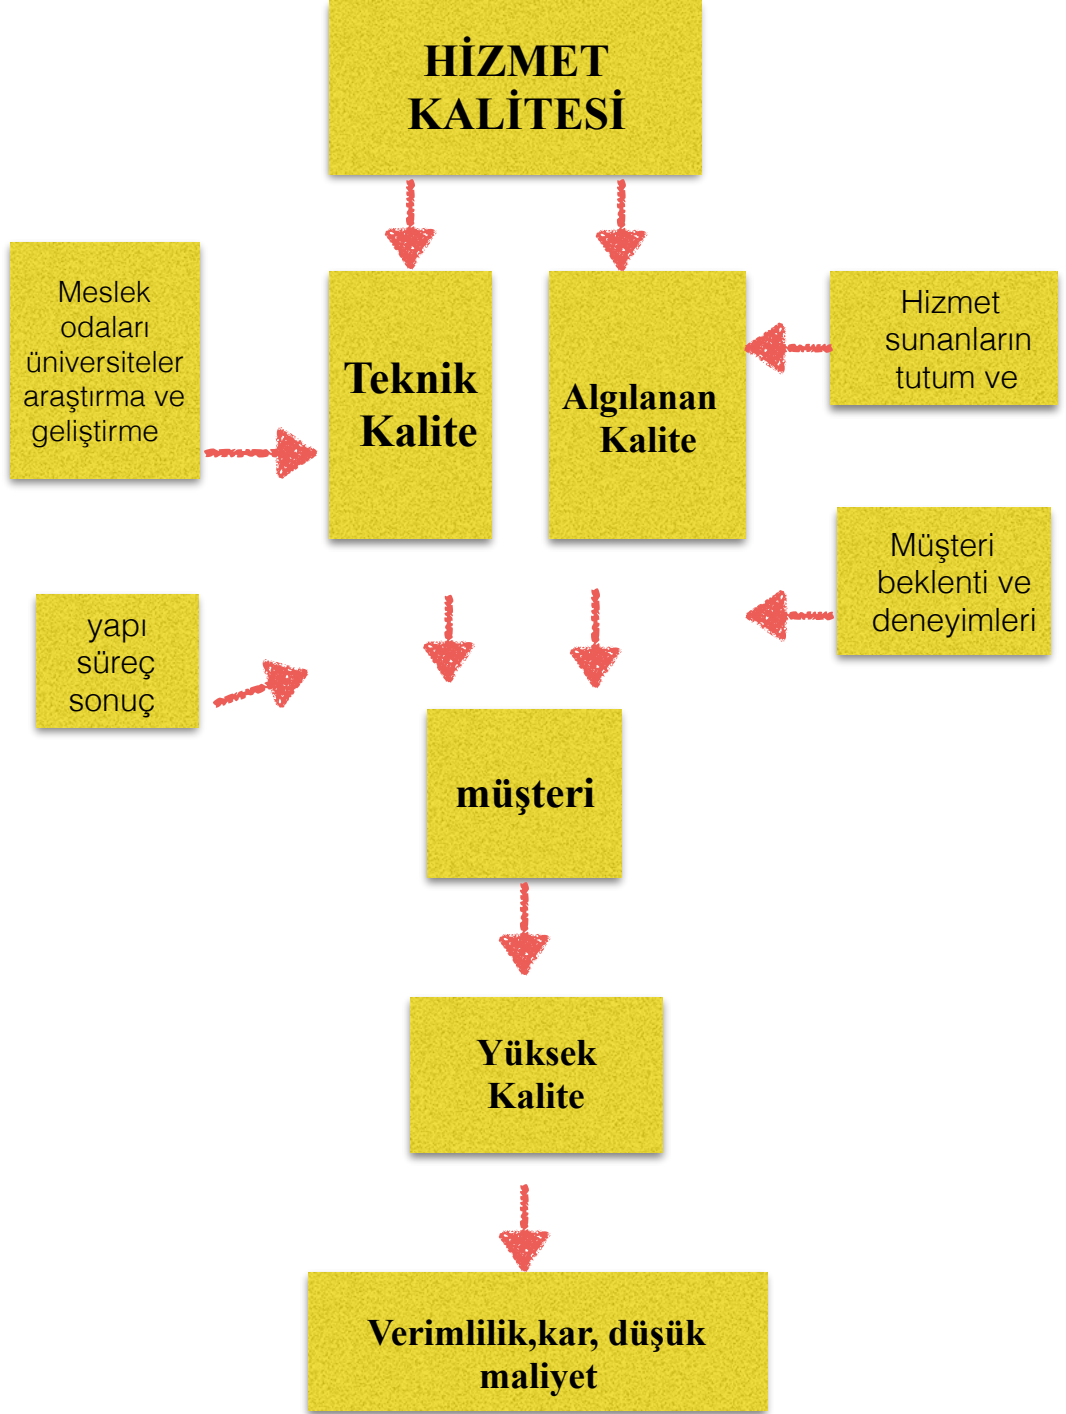 HİZMET
KALİTESİ
Meslek
odaları
üniversiteler
araştırma ve
geliştirme
Teknik
Kalite
Algılanan
Kalite
Hizmet
sunanların
tutum ve
Müşteri
beklenti ve
deneyimleri
yapı
süreç
sonuç
müşteri
Yüksek
Kalite
Verimlilik,kar, düşük
maliyet